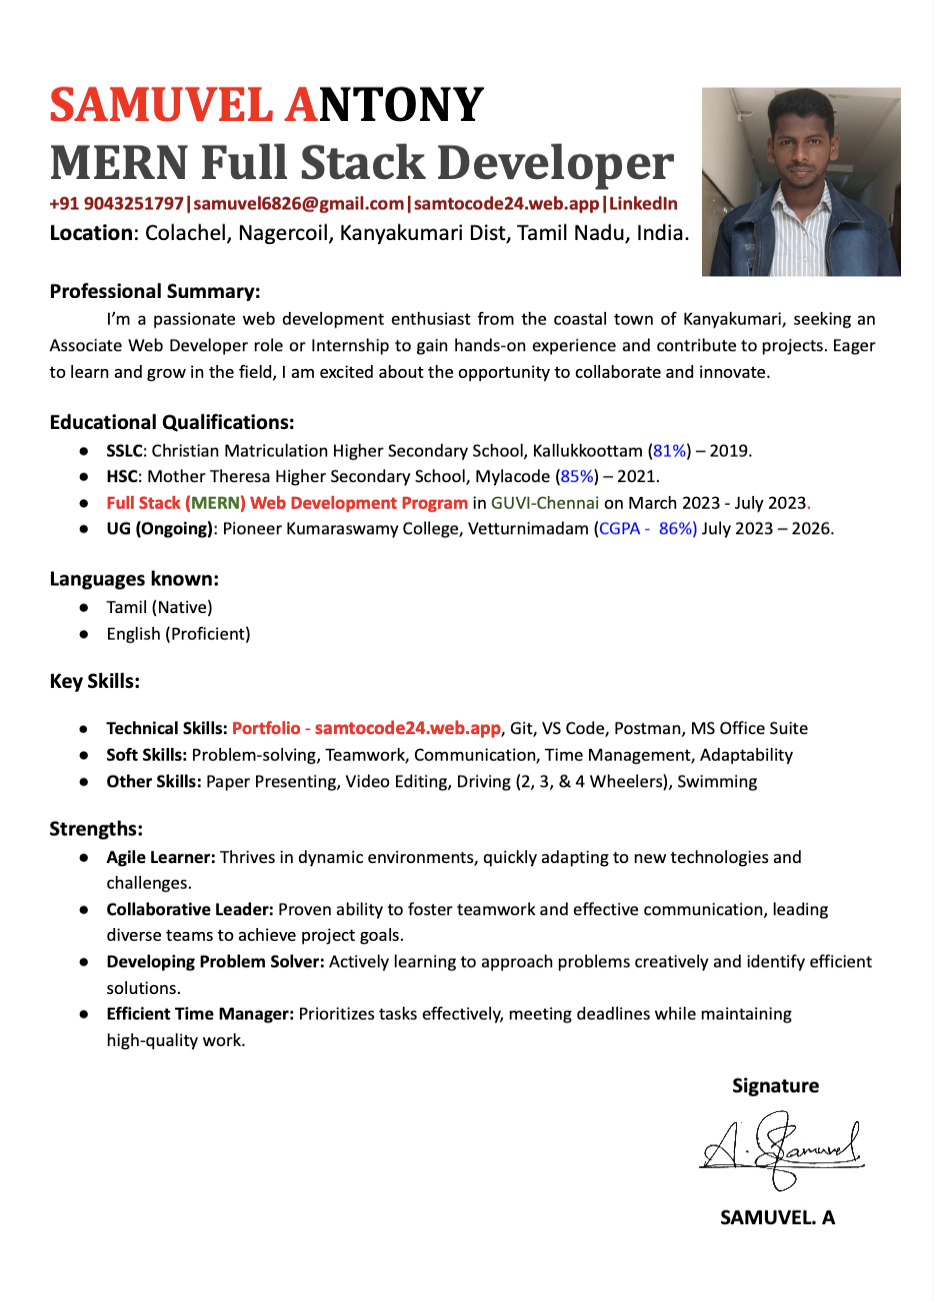 SAMUVEL ANTONY
MERN Full Stack Developer
+91 9043251797|samuvel6826@gmail.com|samtocode24.web.app|LinkedIn
Location: Colachel, Nagercoil, Kanyakumari Dist, Tamil Nadu, India.
Professional Summary:
I’m a passionate web development enthusiast from the coastal town of Kanyakumari, seeking an
Associate Web Developer role or Internship to gain hands-on experience and contribute to projects. Eager
to learn and grow in the field, I am excited about the opportunity to collaborate and innovate.
Educational Qualifications:
● SSLC: Christian Matriculation Higher Secondary School, Kallukkoottam (81%) – 2019.
● HSC: Mother Theresa Higher Secondary School, Mylacode (85%) – 2021.
● Full Stack (MERN) Web Development Program in GUVI-Chennai on March 2023 - July 2023.
● UG (Ongoing): Pioneer Kumaraswamy College, Vetturnimadam (CGPA - 86%) July 2023 – 2026.
Languages known:
● Tamil (Native)
● English (Proficient)
Key Skills:
● Technical Skills: Portfolio - samtocode24.web.app, Git, VS Code, Postman, MS Office Suite
● Soft Skills: Problem-solving, Teamwork, Communication, Time Management, Adaptability
● Other Skills: Paper Presenting, Video Editing, Driving (2, 3, & 4 Wheelers), Swimming
Strengths:
● Agile Learner: Thrives in dynamic environments, quickly adapting to new technologies and
challenges.
● Collaborative Leader: Proven ability to foster teamwork and effective communication, leading
diverse teams to achieve project goals.
● Developing Problem Solver: Actively learning to approach problems creatively and identify efficient
solutions.
● Efficient Time Manager: Prioritizes tasks effectively, meeting deadlines while maintaining
high-quality work.
Signature
A. Samuvel
SAMUVEL. A